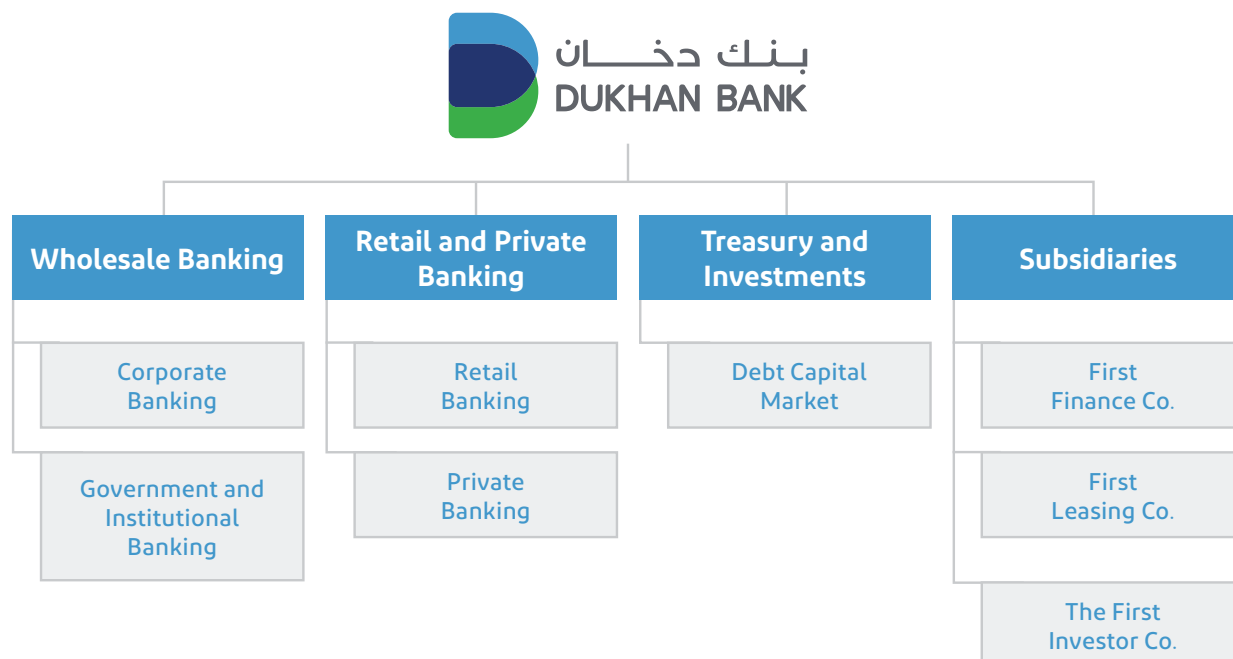 بنك دخان
DUKHAN BANK
Wholesale Banking
Retail and Private
Banking
Treasury and
Investments
Subsidiaries
Corporate
Banking
Government and
Institutional
Banking
Retail
Banking
Private
Banking
Debt Capital
Market
First
Finance Co.
First
Leasing Co.
The First
Investor Co.